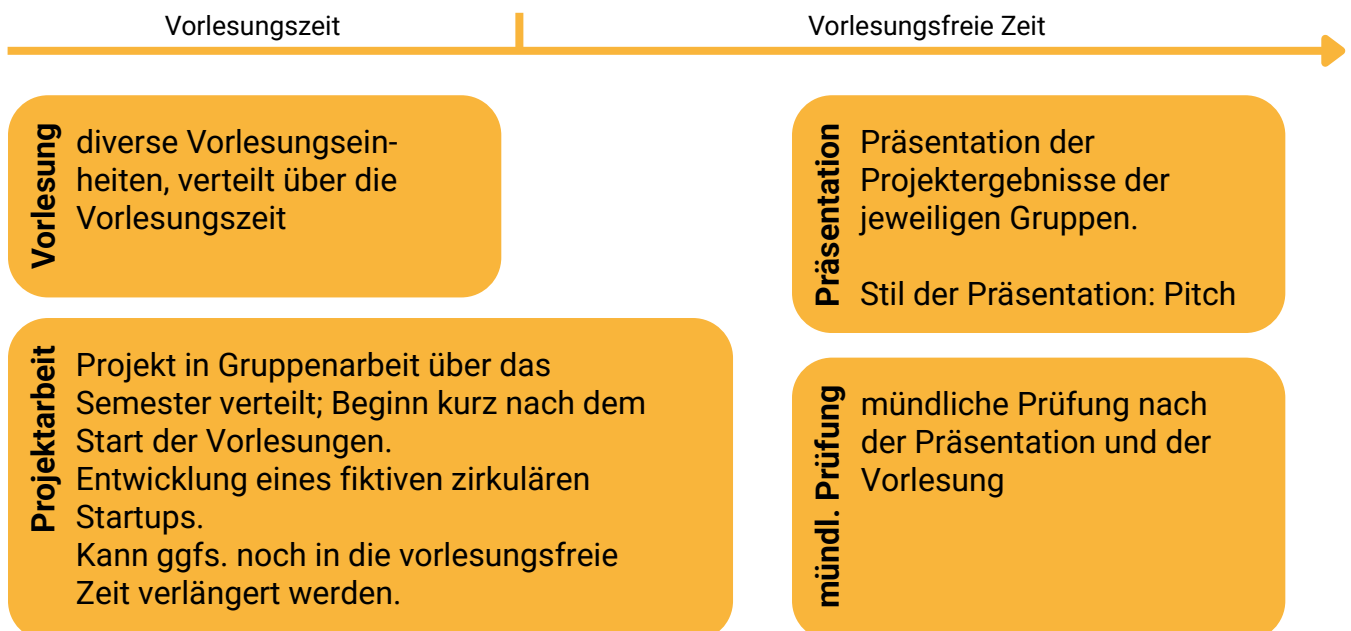 Vorlesungszeit
Vorlesungsfreie Zeit
Vorlesung
diverse Vorlesungsein-
heiten, verteilt über die
Vorlesungszeit
Präsentation
Präsentation der
Projektergebnisse der
jeweiligen Gruppen.
Stil der Präsentation: Pitch
Projektarbeit
Projekt in Gruppenarbeit über das
Semester verteilt; Beginn kurz nach dem
Start der Vorlesungen.
Entwicklung eines fiktiven zirkulären
Startups.
Kann ggfs. noch in die vorlesungsfreie
Zeit verlängert werden.
mündl. Prüfung
mündliche Prüfung nach
der Präsentation und der
Vorlesung